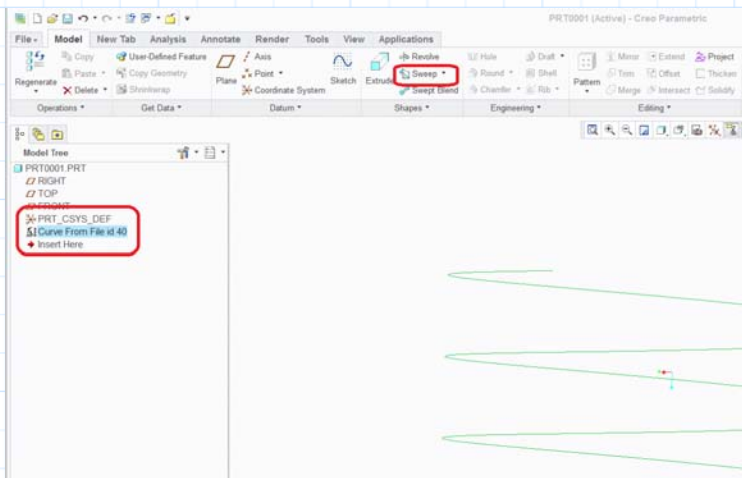 PRT0001 (Active) - Creo Parametric
File Model New Tab Analysis Annotate Render Tools View Applications
Copy User-Defined Feature Axis Revolve Hole Draft Mirror Extend Project
Regenerate Paste Copy Geometry Plane Point Sketch Extrude Sweep Round Shell Pattern Trim Offset Thicken
Delete Shrinkwrap Coordinate System Swept Blend Chamfer Rib Merge Intersect Solidify
Operations Get Data Datum Shapes Engineering Editing
Model Tree
PRT0001.PRT
RIGHT
TOP
FRONT
PRT_CSYS_DEF
Curve From File id 40
Insert Here